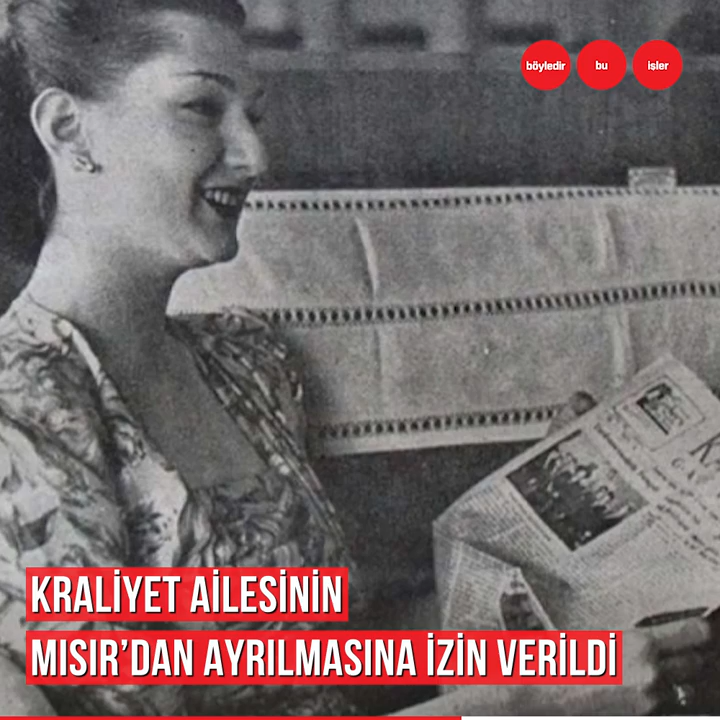 böyledir bu işler
KRALİYET AİLESİNİN
MISIR'DAN AYRILMASINA İZİN VERİLDİ